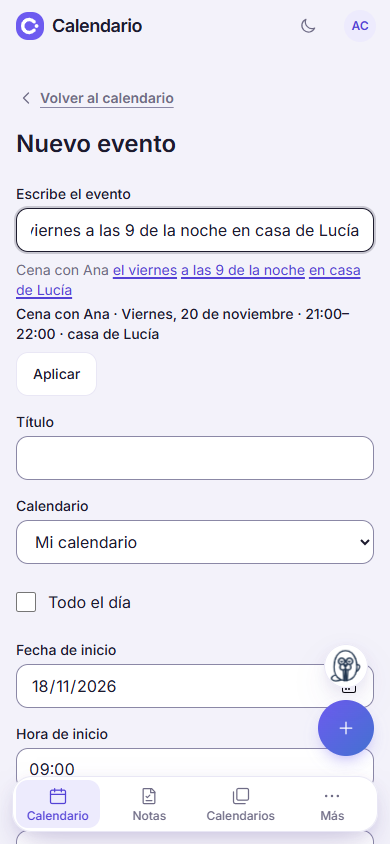 Calendario
AC
Volver al calendario
Nuevo evento
Escribe el evento
viernes a las 9 de la noche en casa de Lucía
Cena con Ana el viernes a las 9 de la noche en casa
de Lucía
Cena con Ana · Viernes, 20 de noviembre · 21:00–
22:00 · casa de Lucía
Aplicar
Título
Calendario
Mi calendario
Todo el día
Fecha de inicio
18/11/2026
Hora de inicio
09:00
Calendario
Notas
Calendarios
Más